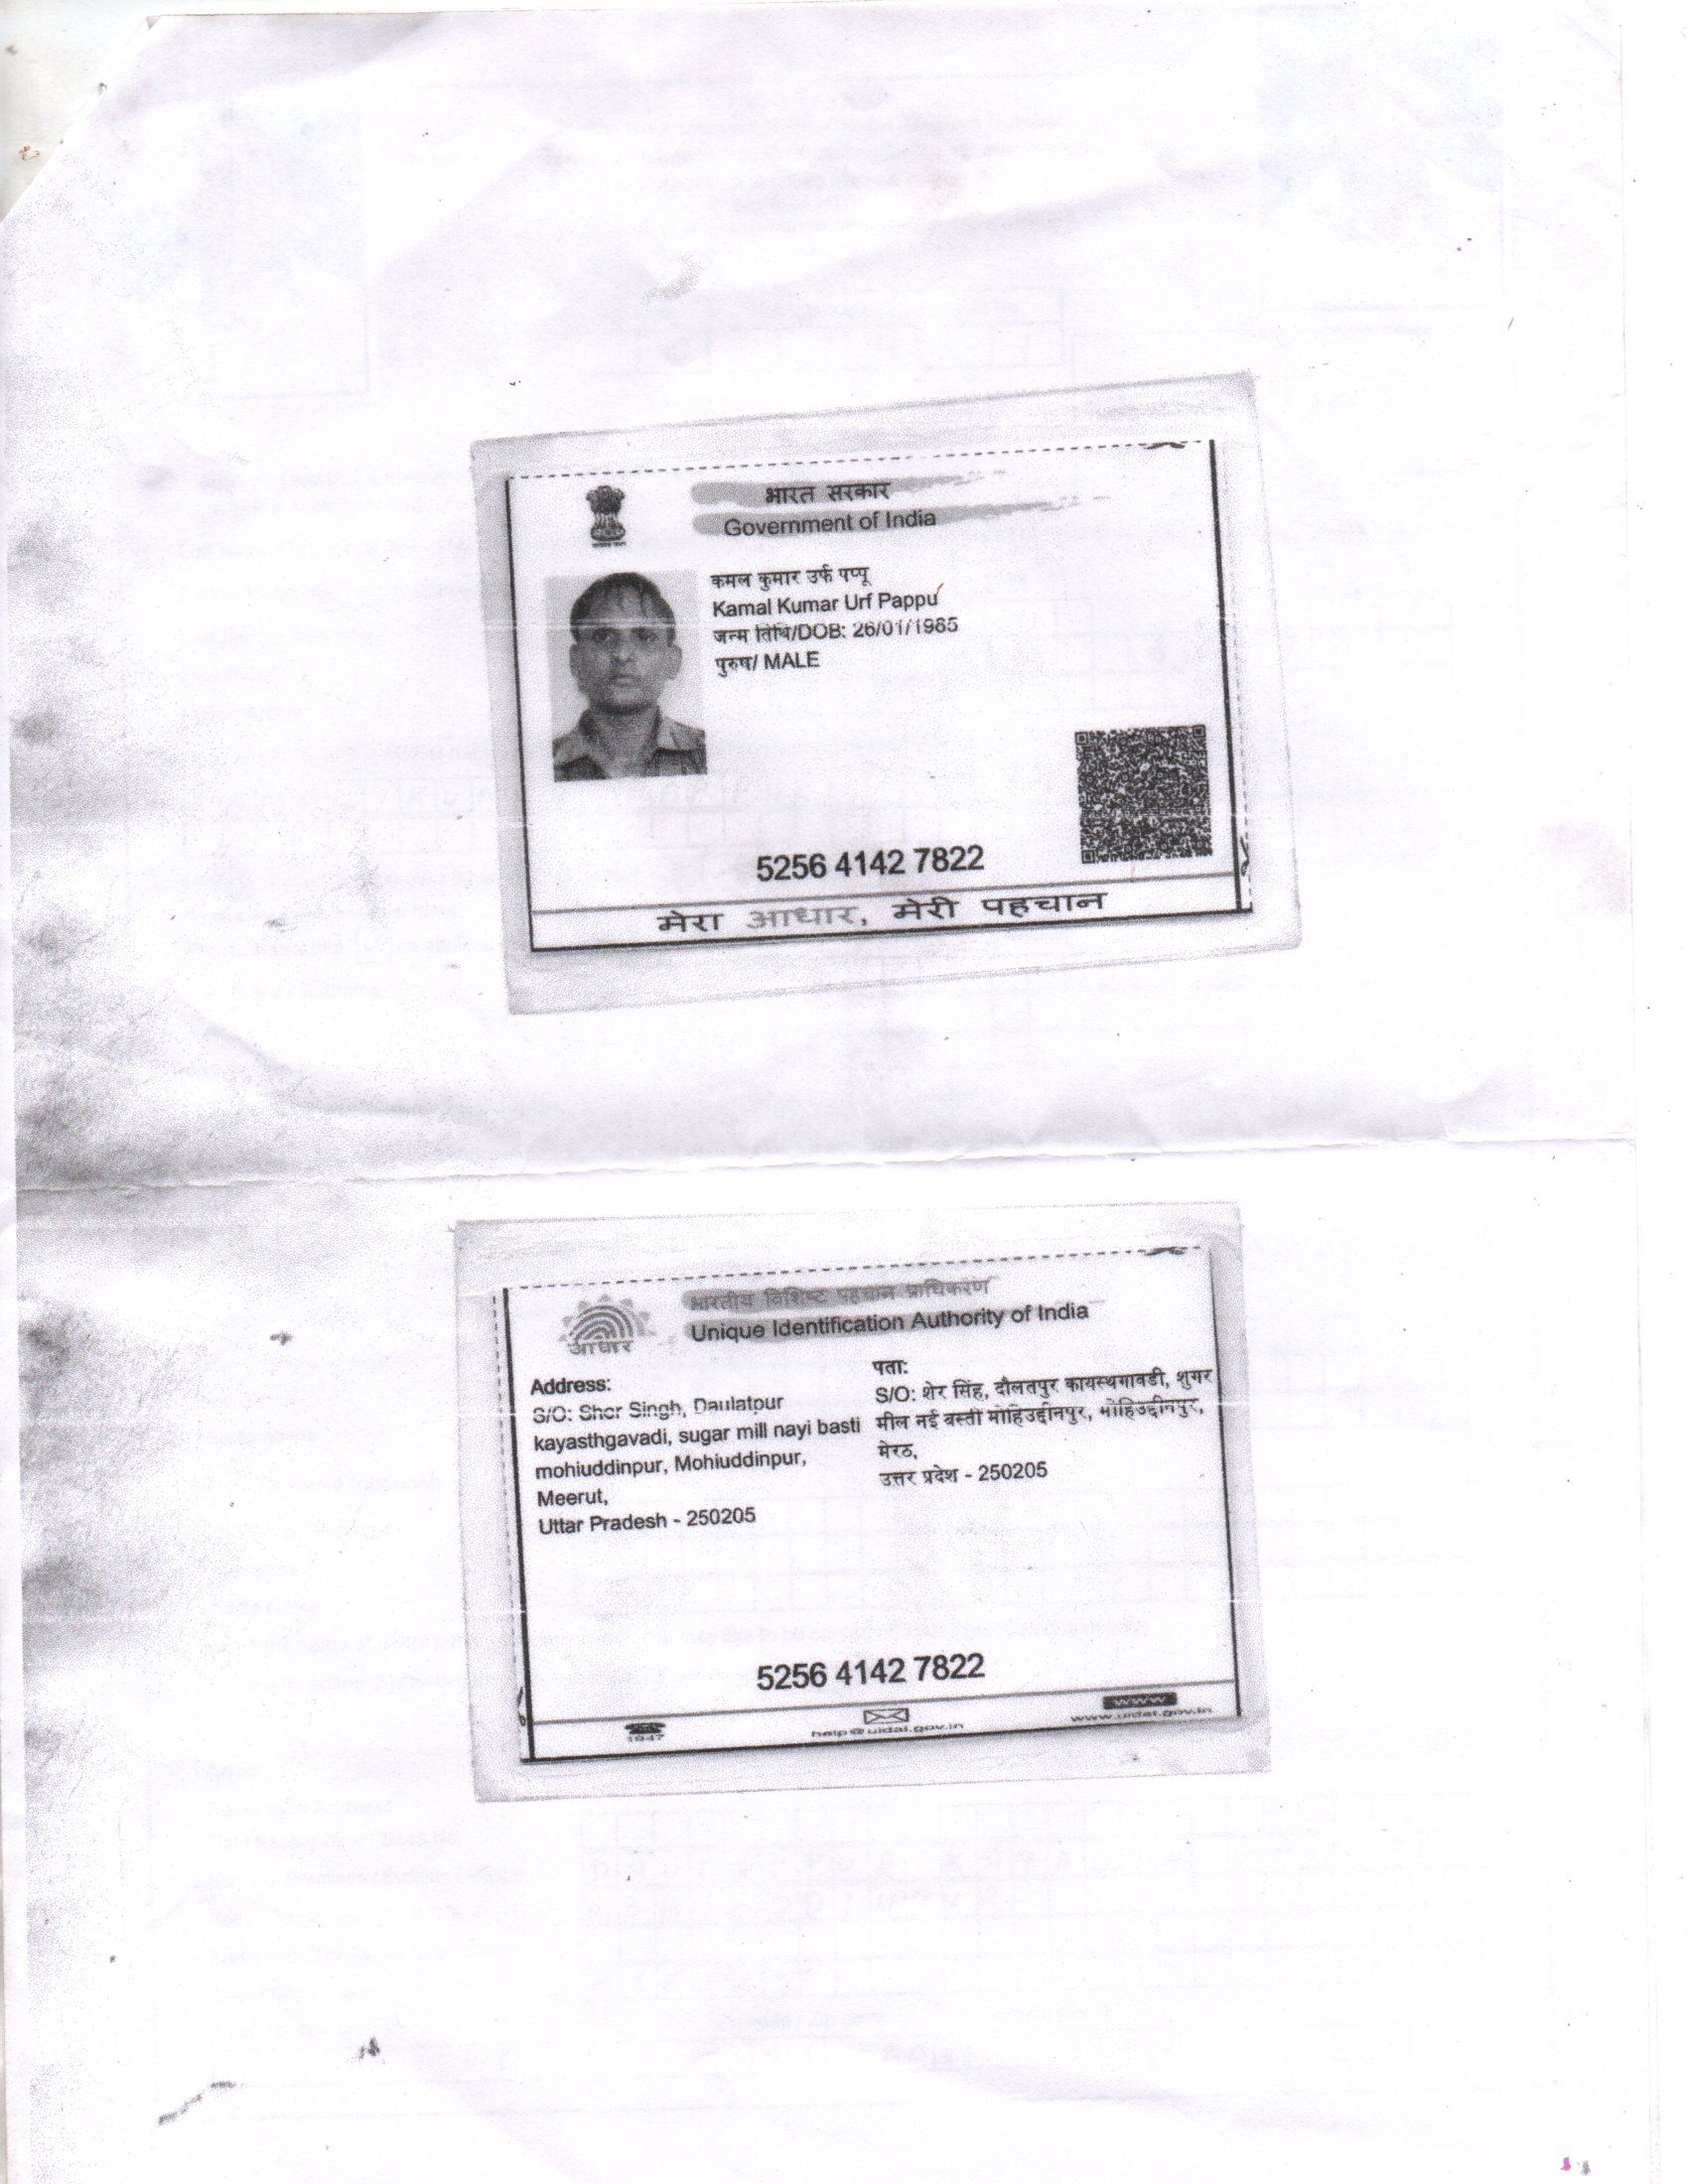 भारत सरकार
Government of India
कमल कुमार उर्फ पप्पू
Kamal Kumar Urf Pappu
जन्म तिथि/DOB: 26/01/1985
पुरुष/ MALE
5256 4142 7822
मेरा आधार, मेरी पहचान
भारतीय विशिष्ट पहचान प्राधिकरण
Unique Identification Authority of India
आधार
Address:
S/O: Sher Singh, Daulatpur
kayasthgavadi, sugar mill nayi basti
mohiuddinpur, Mohiuddinpur,
Meerut,
Uttar Pradesh - 250205
पता:
S/O: शेर सिंह, दौलतपुर कायस्थगावडी, शुगर
मील नई बस्ती मोहिउद्दीनपुर, मोहिउद्दीनपुर,
मेरठ,
उत्तर प्रदेश - 250205
5256 4142 7822
1947
help@uidai.gov.in
www
www.uidai.gov.in